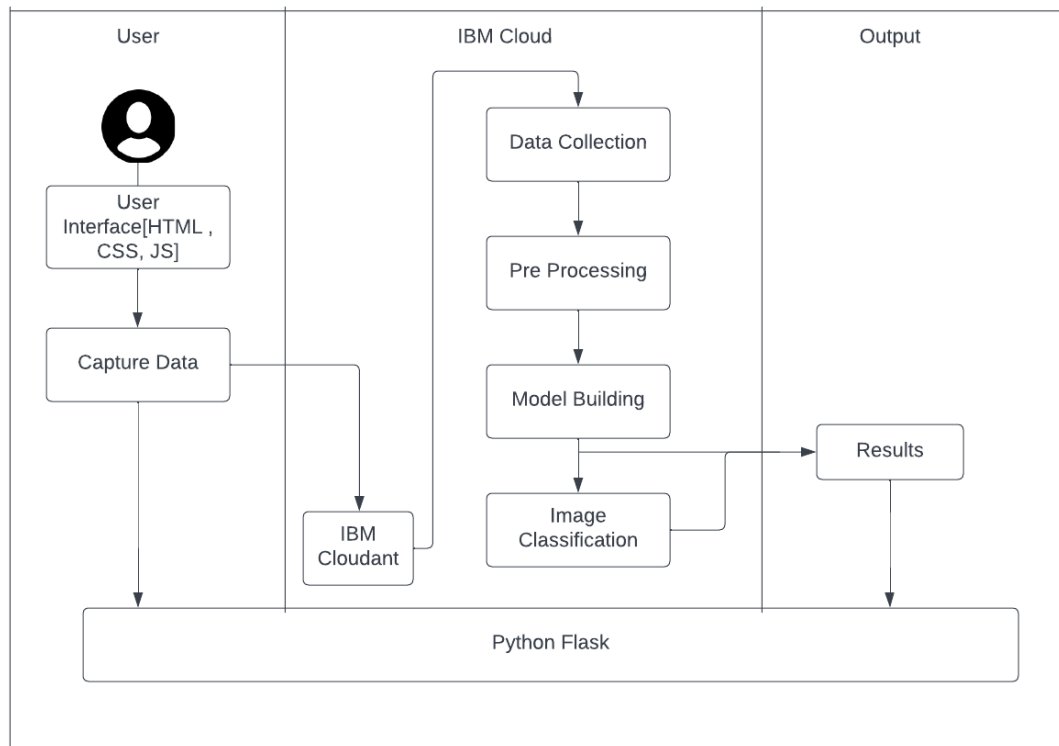 User
IBM Cloud
Output
Data Collection
User
Interface[HTML ,
CSS, JS]
Pre Processing
Capture Data
Model Building
Results
IBM
Cloudant
Image
Classification
Python Flask